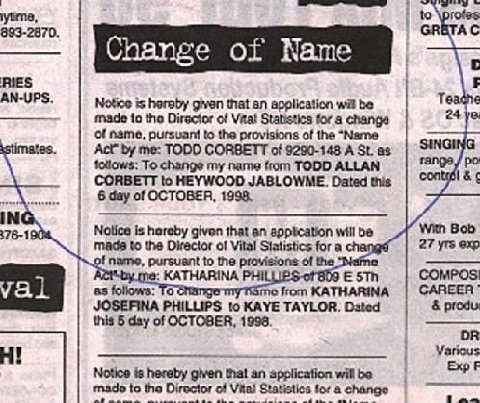 nytime,
893-2870.
ERIES
AN-UPS.
estimates.
ING
876-1904
val
H!
Change of Name
Notice is hereby given that an application will be
made to the Director of Vital Statistics for a change
of name, pursuant to the provisions of the "Name
Act" by me: TODD CORBETT of 9290-148 A St. as
follows: To change my name from TODD ALLAN
CORBETT to HEYWOOD JABLOWME. Dated this
6 day of OCTOBER, 1998.
Notice is hereby given that an application will be
made to the Director of Vital Statistics for a change
of name, pursuant to the provisions of the "Name
Act" by me: KATHARINA PHILLIPS of 809 E 5Th
as follows: To change my name from KATHARINA
JOSEFINA PHILLIPS to KAYE TAYLOR. Dated
this 5 day of OCTOBER, 1998.
Notice is hereby given that an application will be
made to the Director of Vital Statistics for a change
of name, pursuant to the provisions of the "Name
to profes
GRETA C
D
Teache
24 yea
SINGING
range, po
control & g
With Bob
27 yrs exp
COMPOS
CAREER T
& produ
DR
Various
Exp F
Lea